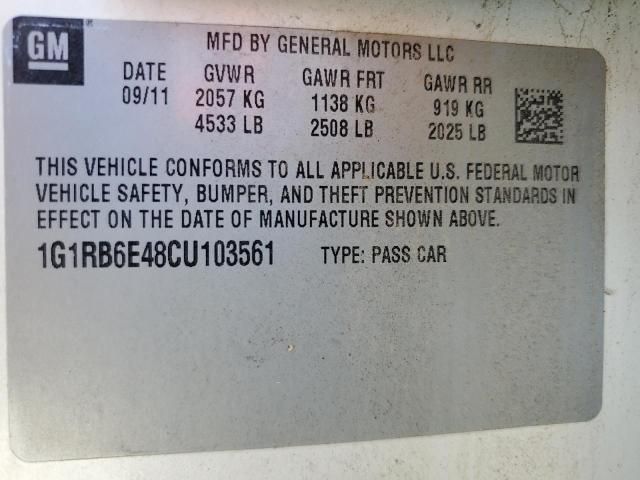 GM
MFD BY GENERAL MOTORS LLC
DATE GVWR GAWR FRT GAWR RR
09/11 2057 KG 1138 KG 919 KG
4533 LB 2508 LB 2025 LB
THIS VEHICLE CONFORMS TO ALL APPLICABLE U.S. FEDERAL MOTOR
VEHICLE SAFETY, BUMPER, AND THEFT PREVENTION STANDARDS IN
EFFECT ON THE DATE OF MANUFACTURE SHOWN ABOVE.
1G1RB6E48CU103561 TYPE: PASS CAR